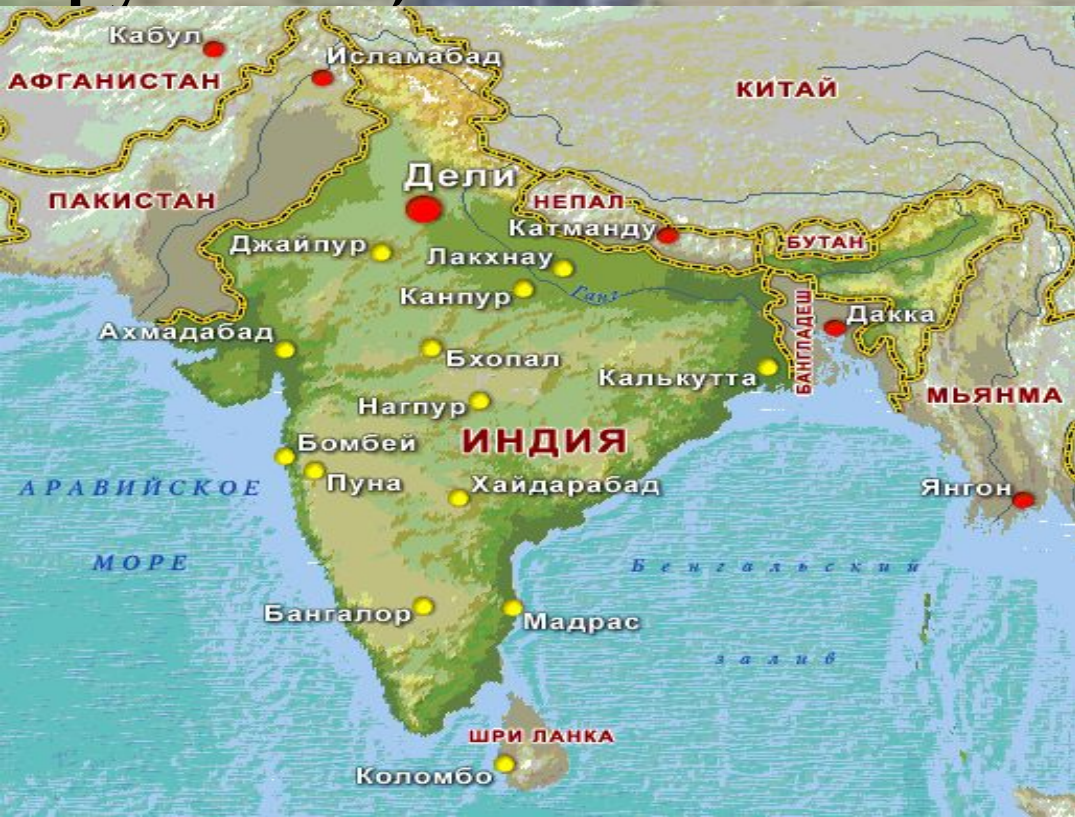 Кабул
Исламабад
АФГАНИСТАН
КИТАЙ
Дели
ПАКИСТАН
НЕПАЛ
Катманду
Джайпур
Лакхнау
БУТАН
Канпур
Ганг
Ахмадабад
Дакка
БАНГЛАДЕШ
Бхопал
Калькутта
Нагпур
МЬЯНМА
Бомбей
ИНДИЯ
Пуна
Хайдарабад
АРАВИЙСКОЕ
Янгон
МОРЕ
Бенгальский
Бангалор
Мадрас
залив
ШРИ ЛАНКА
Коломбо